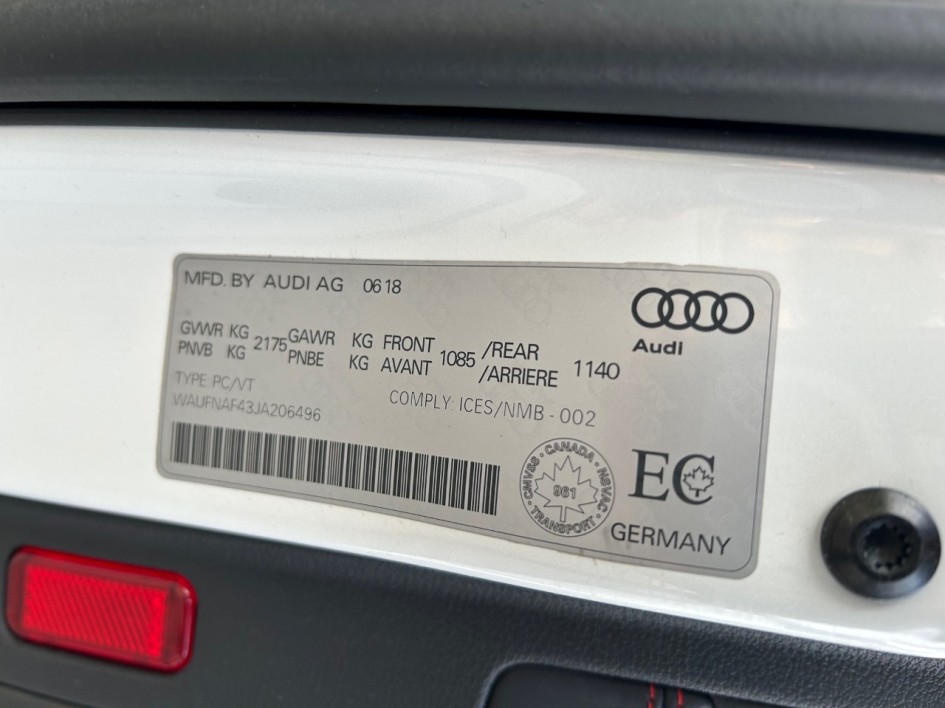 MFD. BY AUDI AG 0618
Audi
GVWR KG 2175 GAWR KG FRONT 1085 /REAR 1140
PNVB KG PNBE KG AVANT /ARRIERE
TYPE PC/VT
WAUFNAF43JA206496
COMPLY: ICES/NMB - 002
CMVSS • CANADA • NSVAC • TRANSPORT
961
EC
GERMANY